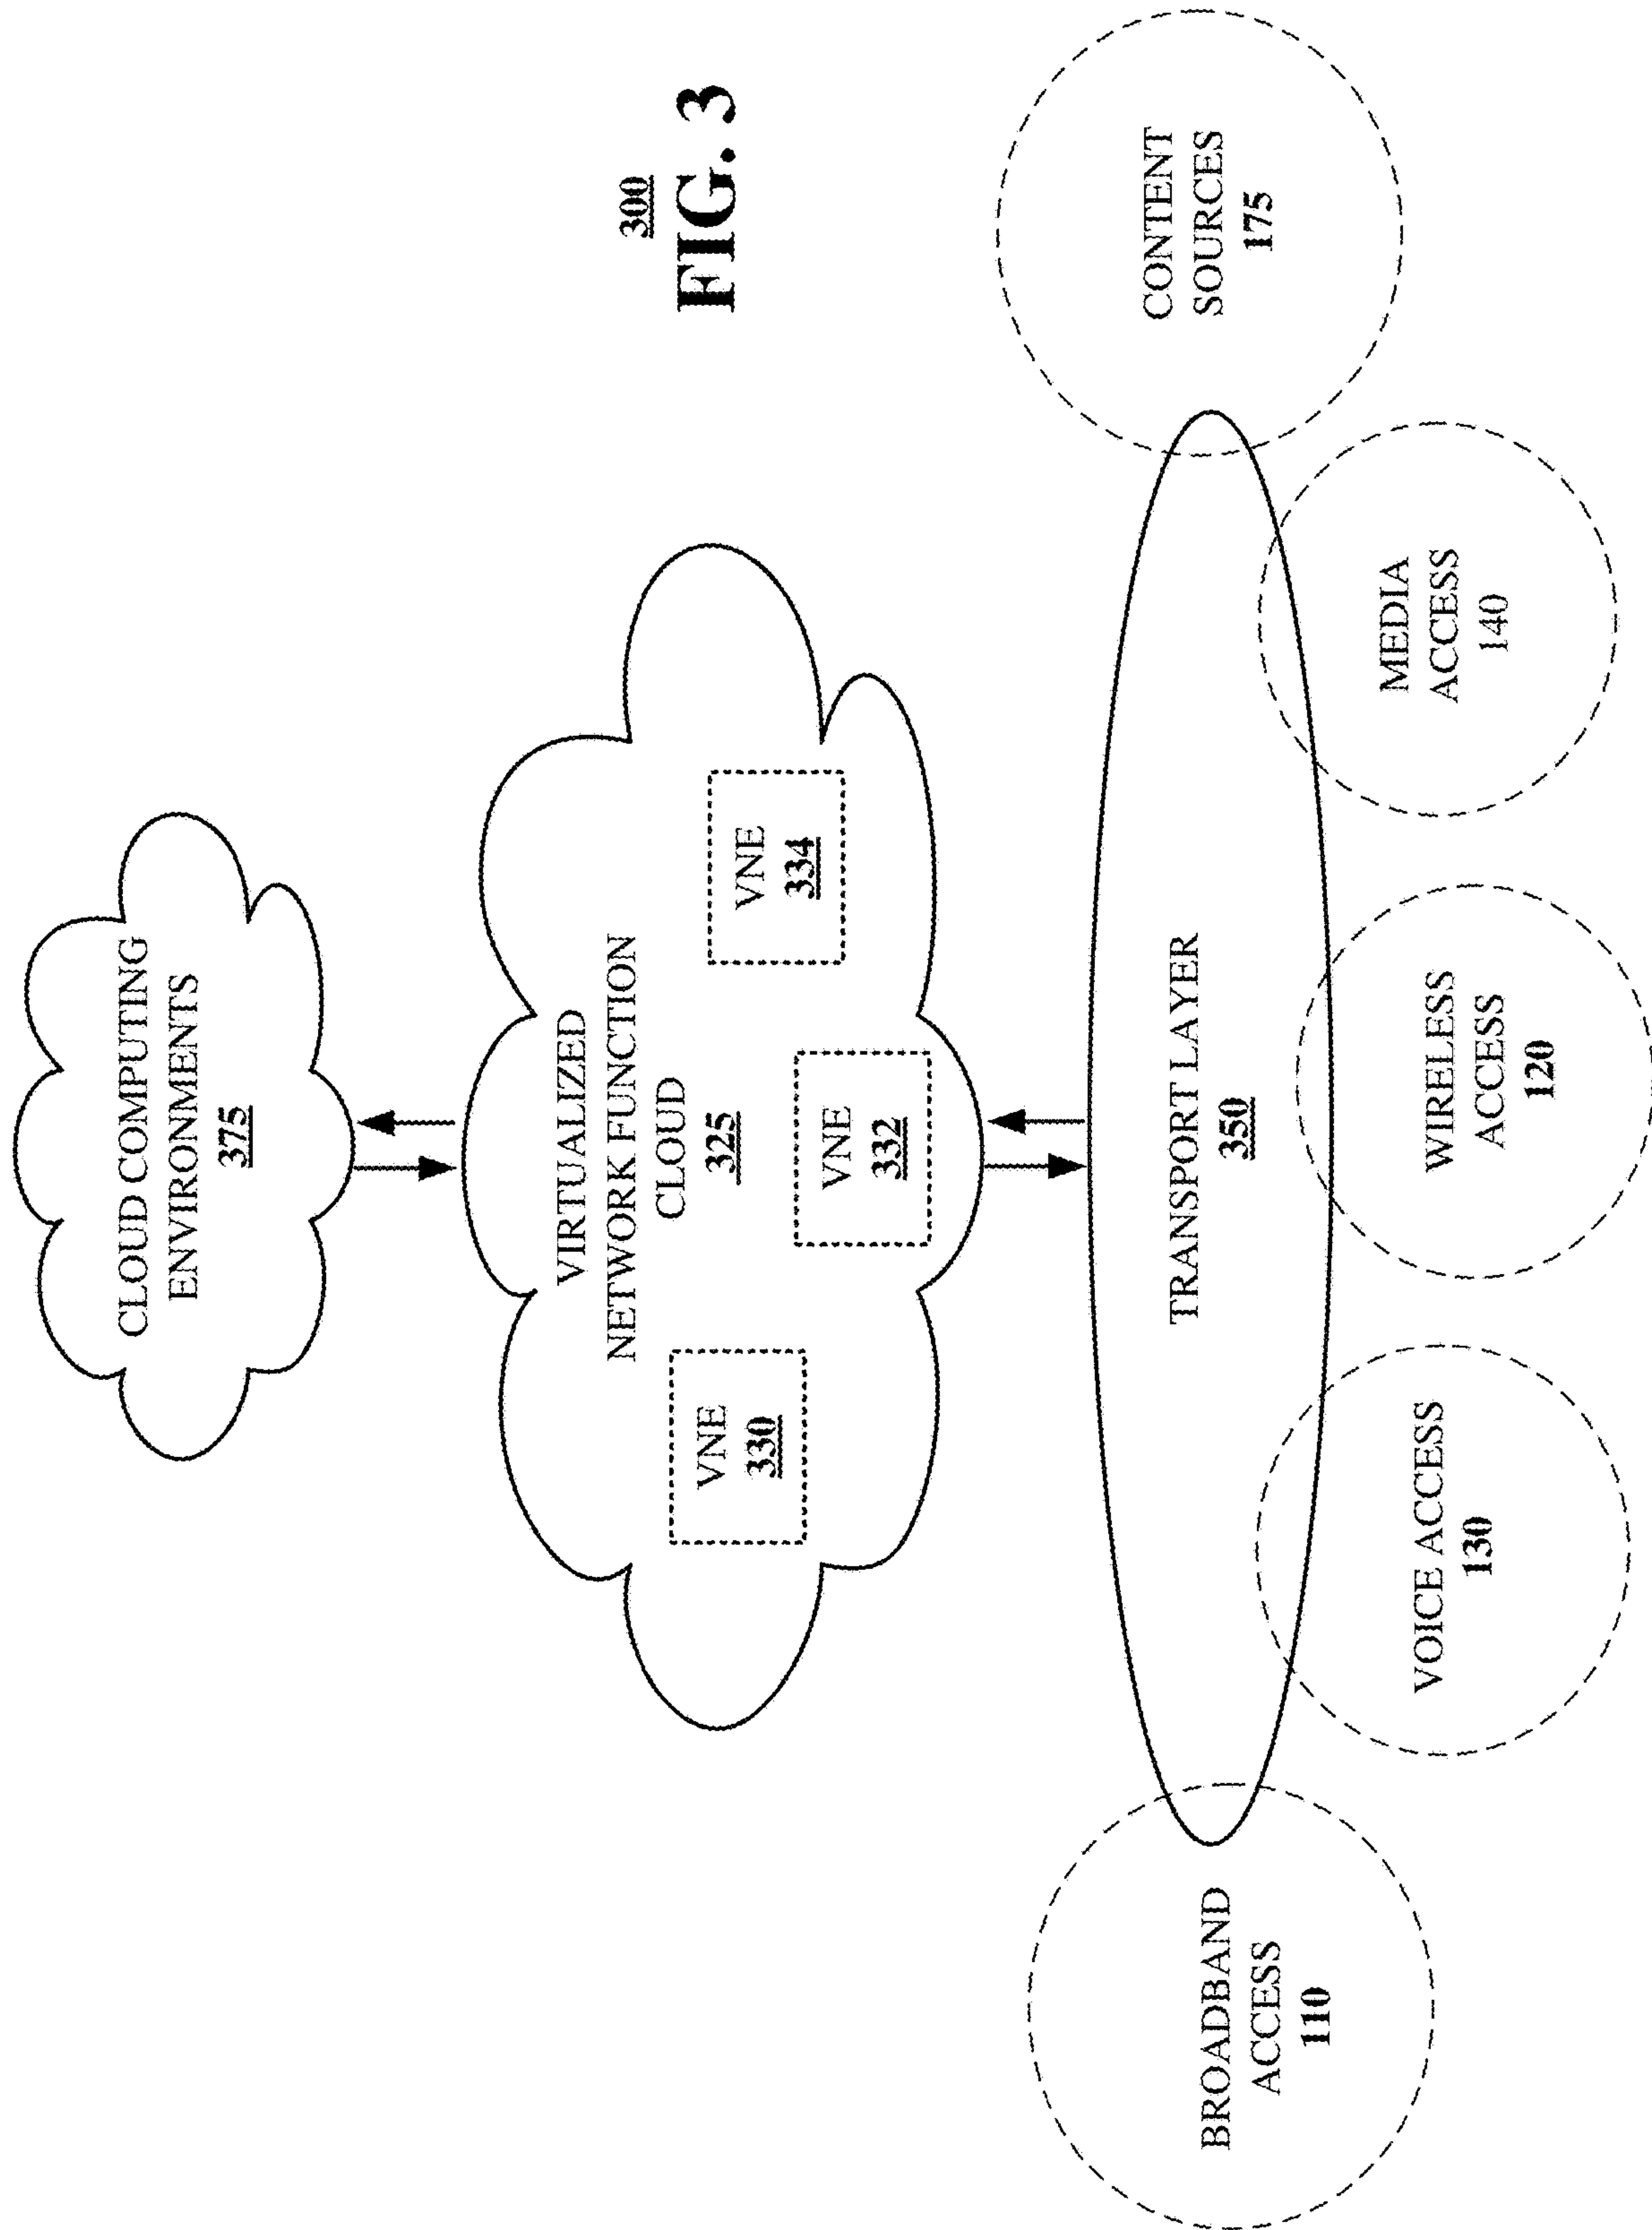 CLOUD COMPUTING
ENVIRONMENTS
375
VIRTUALIZED
NETWORK FUNCTION
CLOUD
325
VNE
330
VNE
332
VNE
334
300
FIG. 3
TRANSPORT LAYER
350
BROADBAND
ACCESS
110
VOICE ACCESS
130
WIRELESS
ACCESS
120
MEDIA
ACCESS
140
CONTENT
SOURCES
175